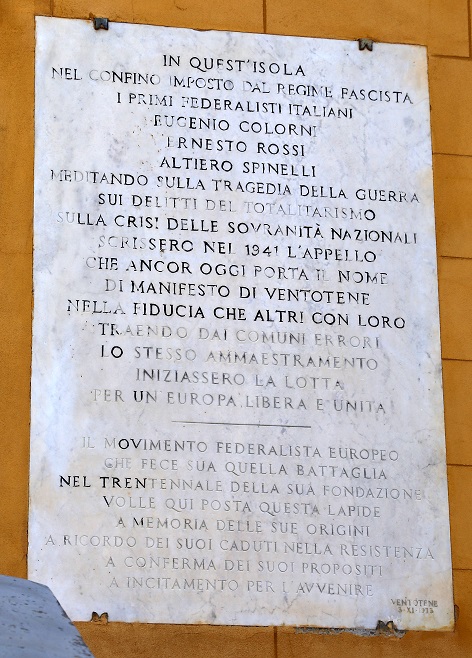 IN QUEST'ISOLA
NEL CONFINO IMPOSTO DAL REGIME FASCISTA
I PRIMI FEDERALISTI ITALIANI
EUGENIO COLORNI
ERNESTO ROSSI
ALTIERO SPINELLI
MEDITANDO SULLA TRAGEDIA DELLA GUERRA
SUI DELITTI DEL TOTALITARISMO
SULLA CRISI DELLE SOVRANITÀ NAZIONALI
SCRISSERO NEL 1941 L'APPELLO
CHE ANCOR OGGI PORTA IL NOME
DI MANIFESTO DI VENTOTENE
NELLA FIDUCIA CHE ALTRI CON LORO
TRAENDO DAI COMUNI ERRORI
LO STESSO AMMAESTRAMENTO
INIZIASSERO LA LOTTA
PER UN EUROPA LIBERA E UNITA
IL MOVIMENTO FEDERALISTA EUROPEO
CHE FECE SUA QUELLA BATTAGLIA
NEL TRENTENNALE DELLA SUA FONDAZIONE
VOLLE QUI POSTA QUESTA LAPIDE
A MEMORIA DELLE SUE ORIGINI
A RICORDO DEI SUOI CADUTI NELLA RESISTENZA
A CONFERMA DEI SUOI PROPOSITI
A INCITAMENTO PER L'AVVENIRE
VENTOTENE